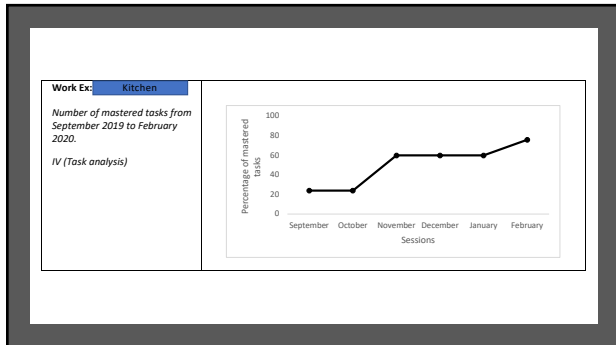 Work Ex: Kitchen
Number of mastered tasks from
September 2019 to February
2020.
IV (Task analysis)
Percentage of mastered
tasks
100
80
60
40
20
0
September October November December January February
Sessions